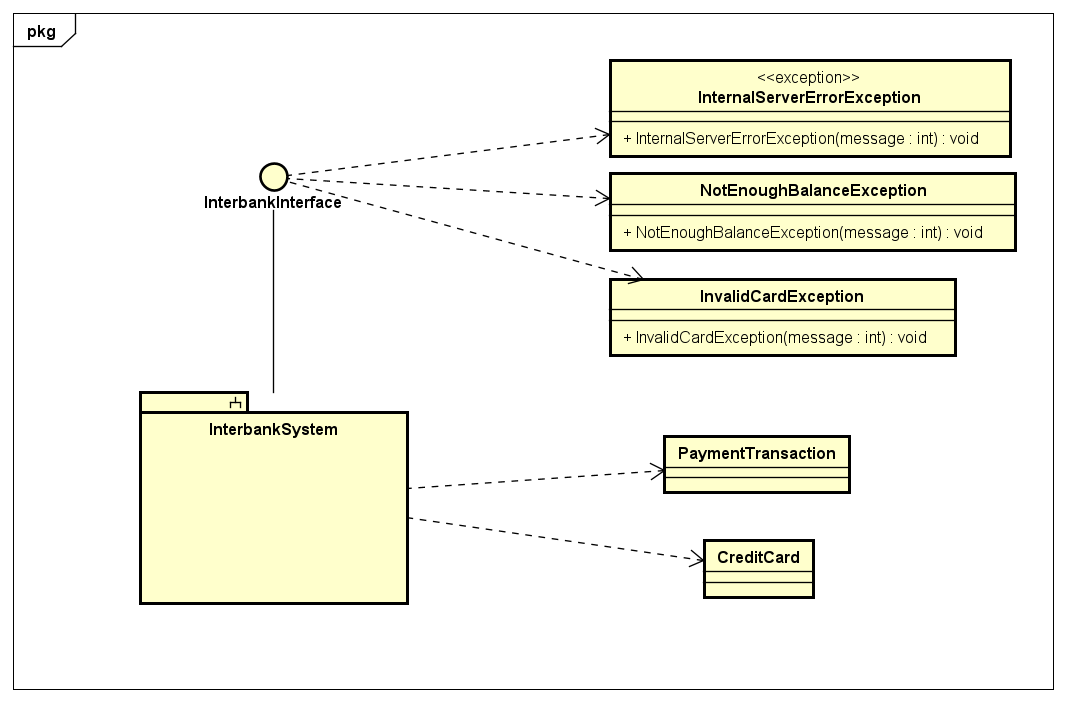 pkg
<<exception>>
InternalServerErrorException
+ InternalServerErrorException(message : int) : void
InterbankInterface
NotEnoughBalanceException
+ NotEnoughBalanceException(message : int) : void
InvalidCardException
+ InvalidCardException(message : int) : void
InterbankSystem
PaymentTransaction
CreditCard